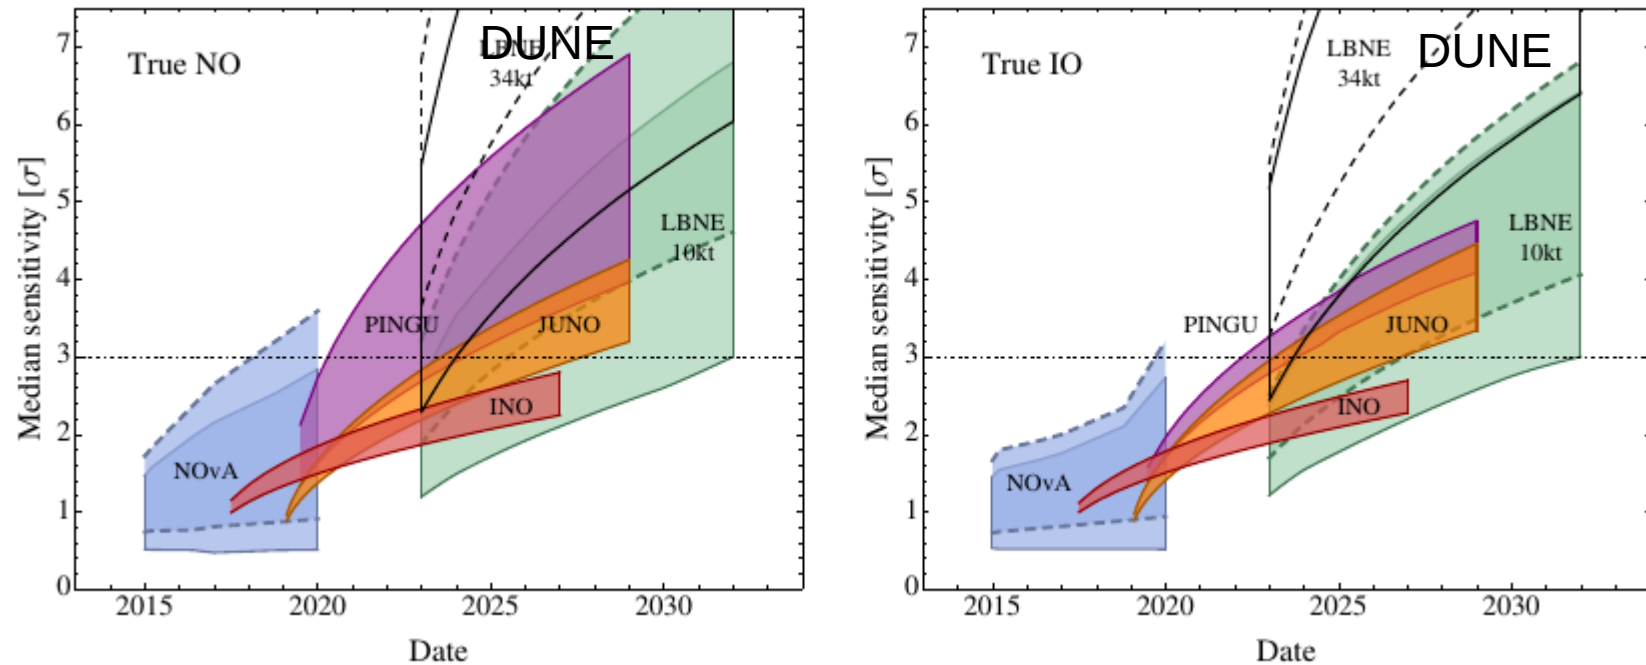 True NO
LBNE
34kt
DUNE
LBNE
10kt
PINGU
JUNO
INO
NOvA
Median sensitivity [σ]
7
6
5
4
3
2
1
0
2015 2020 2025 2030
Date
True IO
LBNE
34kt
DUNE
LBNE
10kt
PINGU
JUNO
INO
NOvA
Median sensitivity [σ]
7
6
5
4
3
2
1
0
2015 2020 2025 2030
Date